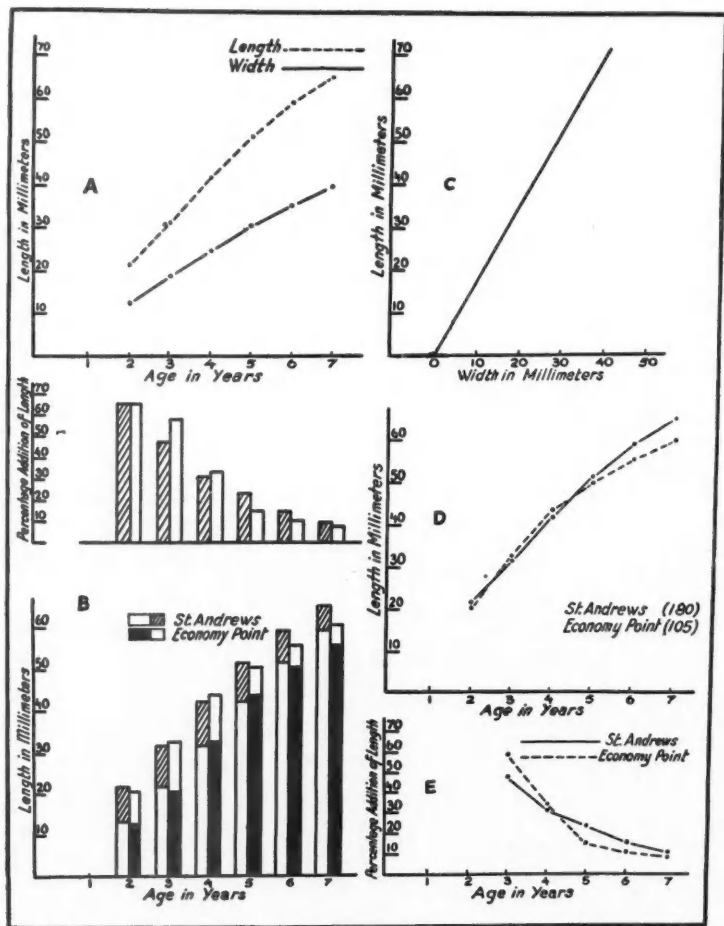 Length
Width
Length in Millimeters
70
60
50
40
30
20
10
A
1 2 3 4 5 6 7
Age in Years
Length in Millimeters
70
60
50
40
30
20
10
C
0 10 20 30 40 50
Width in Millimeters
Percentage Addition of Length
70
60
50
40
30
20
10
B
St. Andrews
Economy Point
Length in Millimeters
60
50
40
30
20
10
1 2 3 4 5 6 7
Age in Years
Length in Millimeters
60
50
40
30
20
10
D
St. Andrews (180)
Economy Point (105)
1 2 3 4 5 6 7
Age in Years
Percentage Addition of Length
70
60
50
40
30
20
10
E
St. Andrews
Economy Point
1 2 3 4 5 6 7
Age in Years